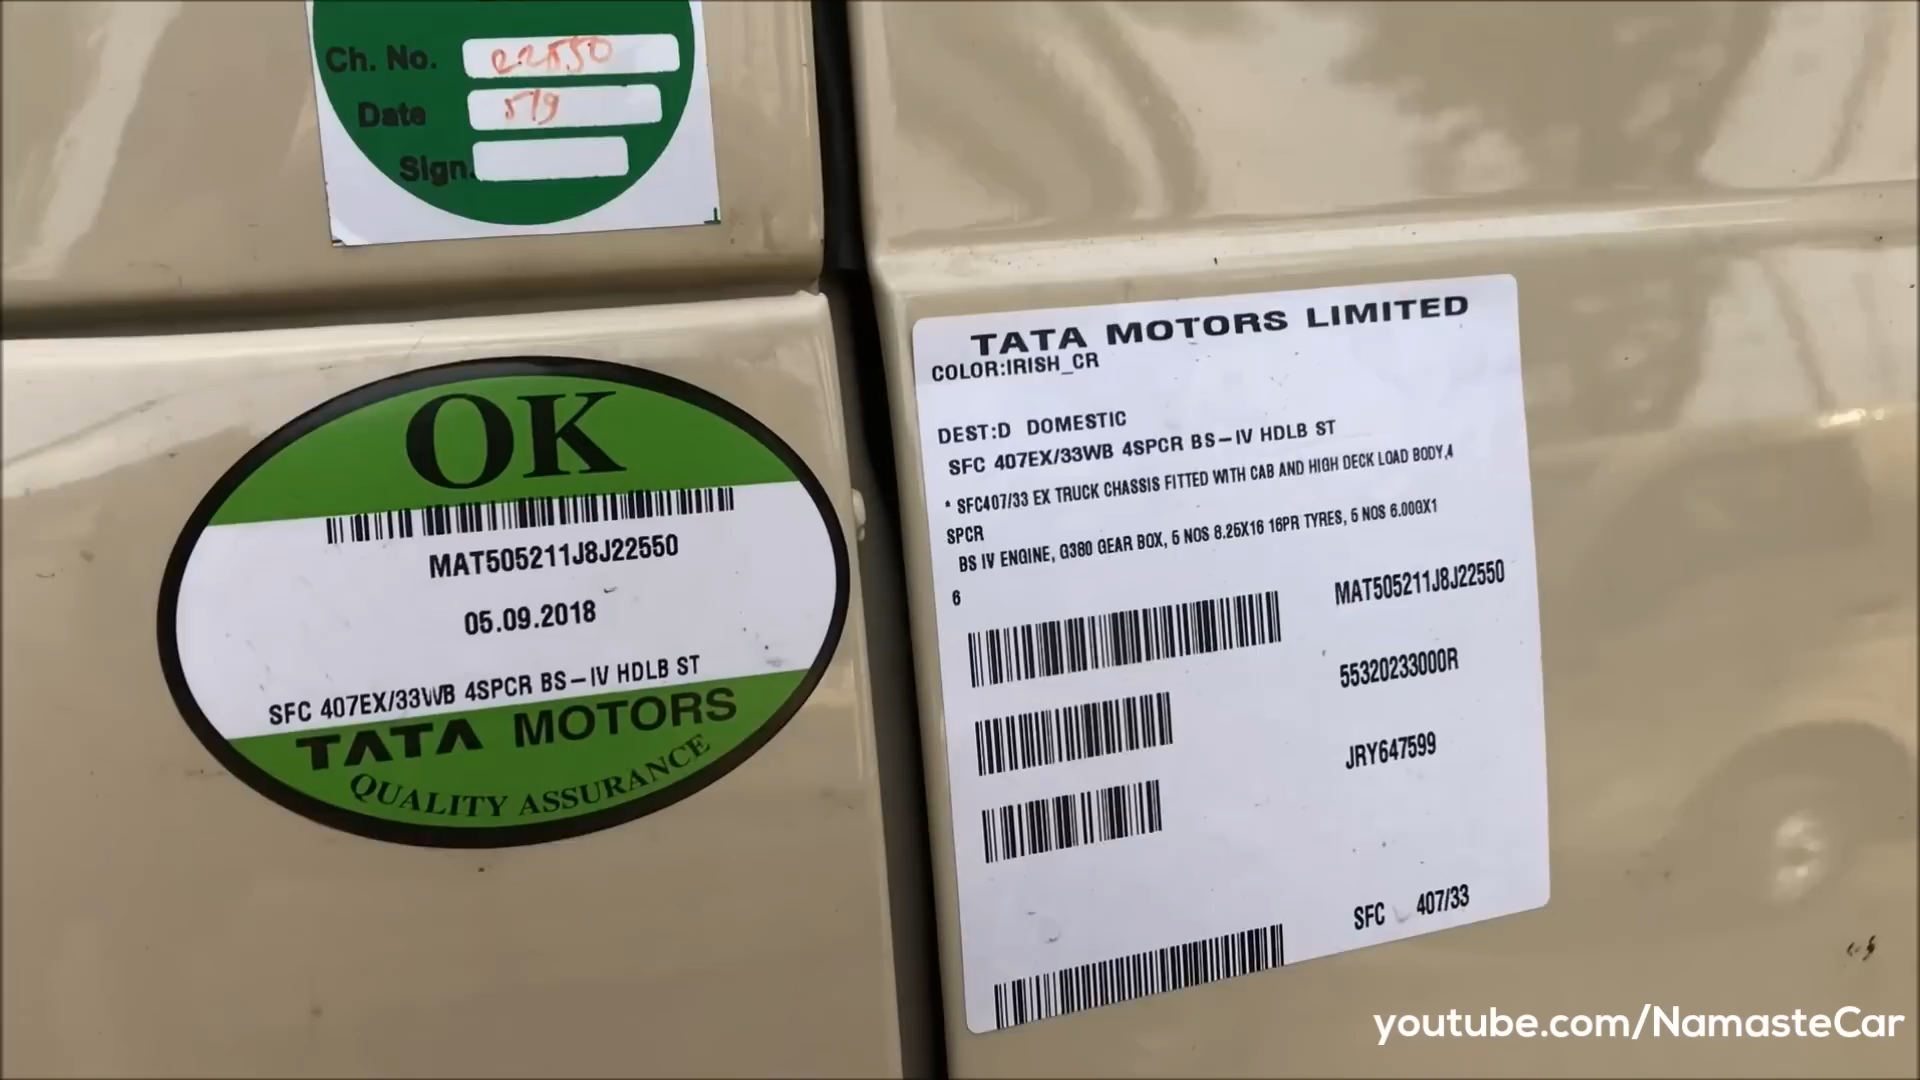 Ch. No. 22550
Date 5/9
Sign.
OK
MAT505211J8J22550
05.09.2018
SFC 407EX/33WB 4SPCR BS-IV HDLB ST
TATA MOTORS
QUALITY ASSURANCE
TATA MOTORS LIMITED
COLOR:IRISH_CR
DEST:D DOMESTIC
SFC 407EX/33WB 4SPCR BS-IV HDLB ST
* SFC407/33 EX TRUCK CHASSIS FITTED WITH CAB AND HIGH DECK LOAD BODY,4
SPCR
BS IV ENGINE, G380 GEAR BOX, 5 NOS 8.25X16 16PR TYRES, 5 NOS 6.00GX1
6
MAT505211J8J22550
55320233000R
JRY647599
SFC 407/33
youtube.com/NamasteCar